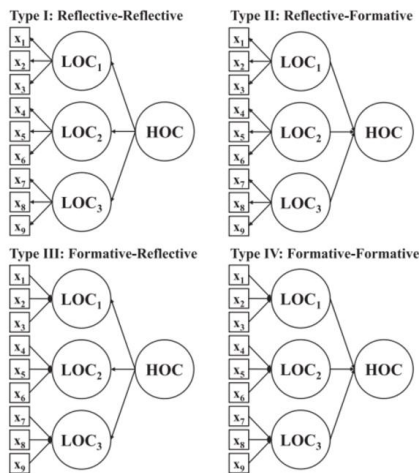 Type I: Reflective-Reflective
x1
x2
x3
x4
x5
x6
x7
x8
x9
LOC1
LOC2
LOC3
HOC
Type II: Reflective-Formative
x1
x2
x3
x4
x5
x6
x7
x8
x9
LOC1
LOC2
LOC3
HOC
Type III: Formative-Reflective
x1
x2
x3
x4
x5
x6
x7
x8
x9
LOC1
LOC2
LOC3
HOC
Type IV: Formative-Formative
x1
x2
x3
x4
x5
x6
x7
x8
x9
LOC1
LOC2
LOC3
HOC